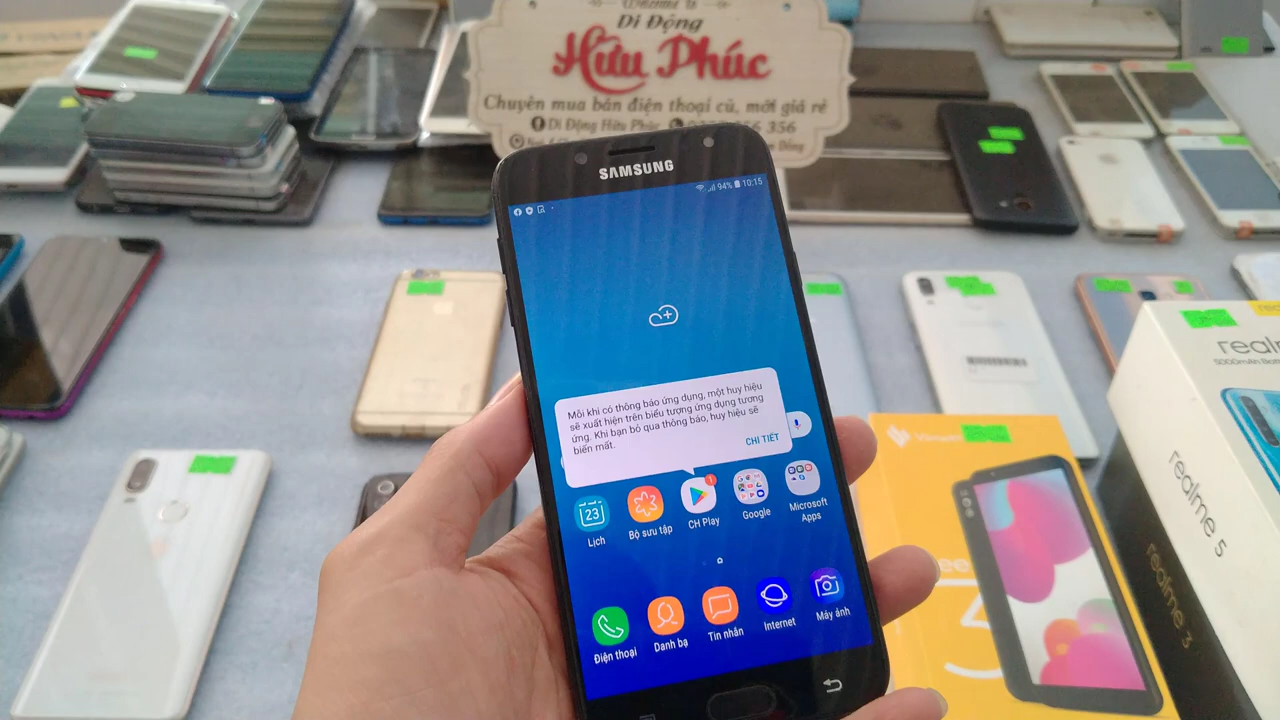 Welcome to
Di Động
Hữu Phúc
Chuyên mua bán điện thoại cũ, mới giá rẻ
Di Động Hữu Phúc
356
SAMSUNG
94% 10:15
Mỗi khi có thông báo ứng dụng, một huy hiệu
sẽ xuất hiện trên biểu tượng ứng dụng tương
ứng. Khi bạn bỏ qua thông báo, huy hiệu sẽ
biến mất.
CHI TIẾT
1
23
Lịch
Bộ sưu tập
CH Play
Google
Microsoft
Apps
Điện thoại
Danh bạ
Tin nhắn
Internet
Máy ảnh
realme 5
realme 3